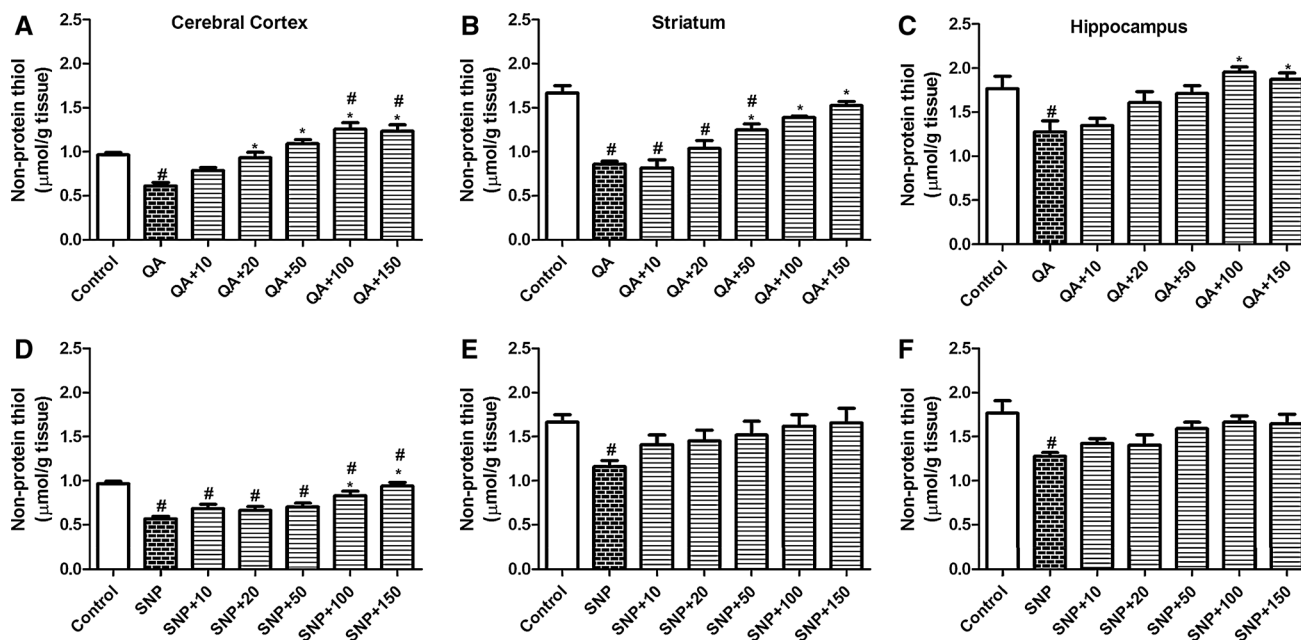 A
Cerebral Cortex
Non-protein thiol
(μmol/g tissue)
2.5
2.0
1.5
1.0
0.5
0.0
#
*
*
#
*
#
*
Control
QA
QA+10
QA+20
QA+50
QA+100
QA+150
B
Striatum
Non-protein thiol
(μmol/g tissue)
2.5
2.0
1.5
1.0
0.5
0.0
#
#
#
#
*
*
*
Control
QA
QA+10
QA+20
QA+50
QA+100
QA+150
C
Hippocampus
Non-protein thiol
(μmol/g tissue)
2.5
2.0
1.5
1.0
0.5
0.0
#
*
*
Control
QA
QA+10
QA+20
QA+50
QA+100
QA+150
D
Non-protein thiol
(μmol/g tissue)
2.5
2.0
1.5
1.0
0.5
0.0
#
#
#
#
#
*
#
*
Control
SNP
SNP+10
SNP+20
SNP+50
SNP+100
SNP+150
E
Non-protein thiol
(μmol/g tissue)
2.5
2.0
1.5
1.0
0.5
0.0
#
Control
SNP
SNP+10
SNP+20
SNP+50
SNP+100
SNP+150
F
Non-protein thiol
(μmol/g tissue)
2.5
2.0
1.5
1.0
0.5
0.0
#
Control
SNP
SNP+10
SNP+20
SNP+50
SNP+100
SNP+150